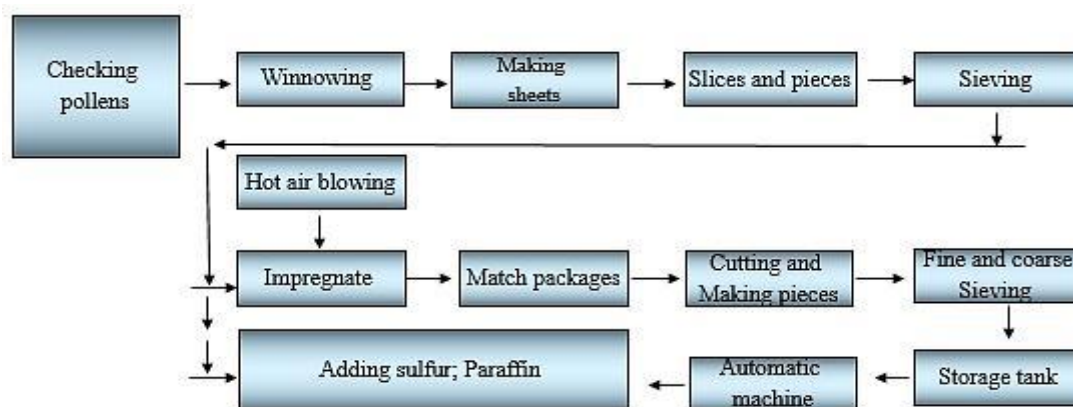 Checking
pollens
Winnowing
Making
sheets
Slices and pieces
Sieving
Hot air blowing
Impregnate
Match packages
Cutting and
Making pieces
Fine and coarse
Sieving
Adding sulfur; Paraffin
Automatic
machine
Storage tank